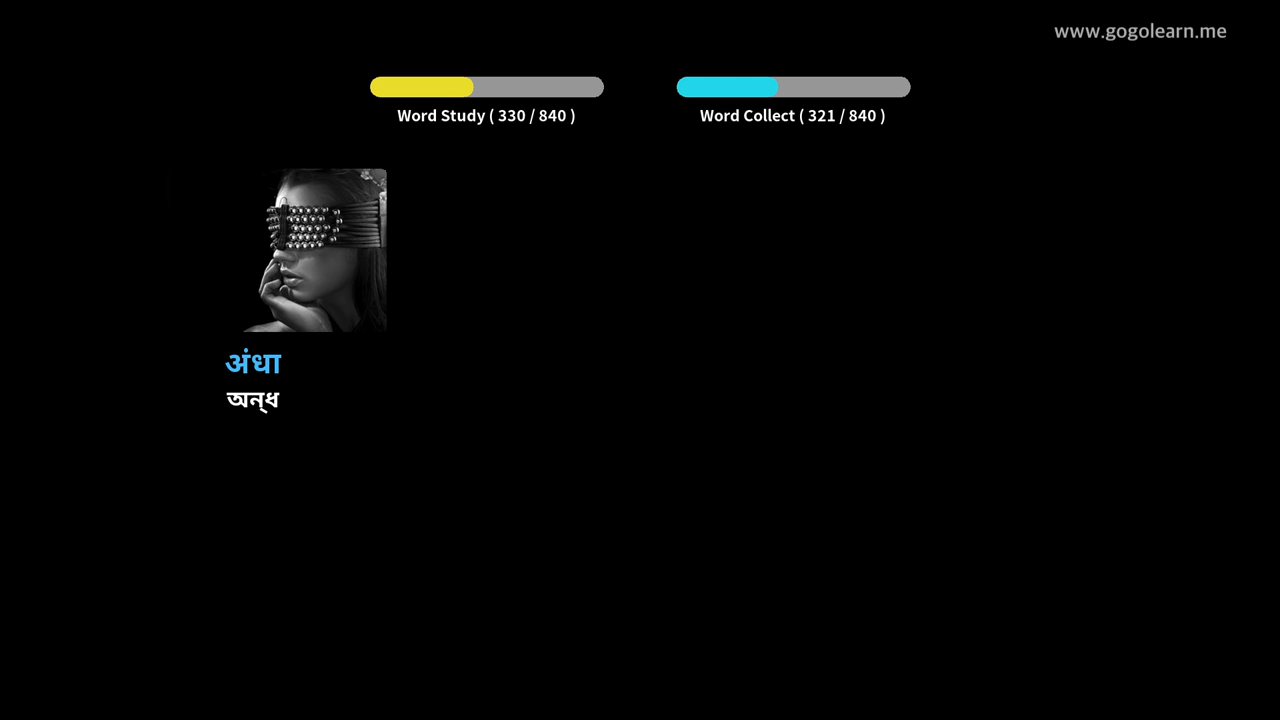 www.gogolearn.me
Word Study ( 330 / 840 )
Word Collect ( 321 / 840 )
अंधा
অন্‌ধ